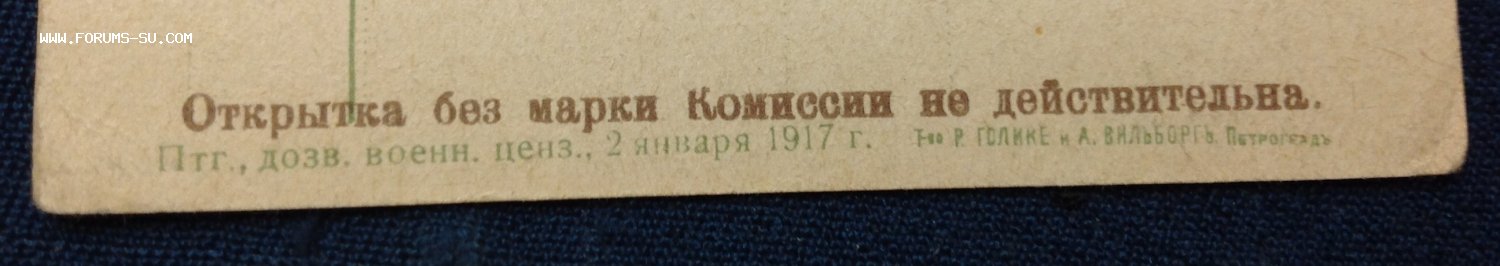 WWW.FORUMS-SU.COM
Открытка без марки Комиссии не действительна.
Птг., дозв. военн. ценз., 2 января 1917 г. Т-во Р. ГОЛИКЕ и А. ВИЛЬБОРГЪ. Петроградъ